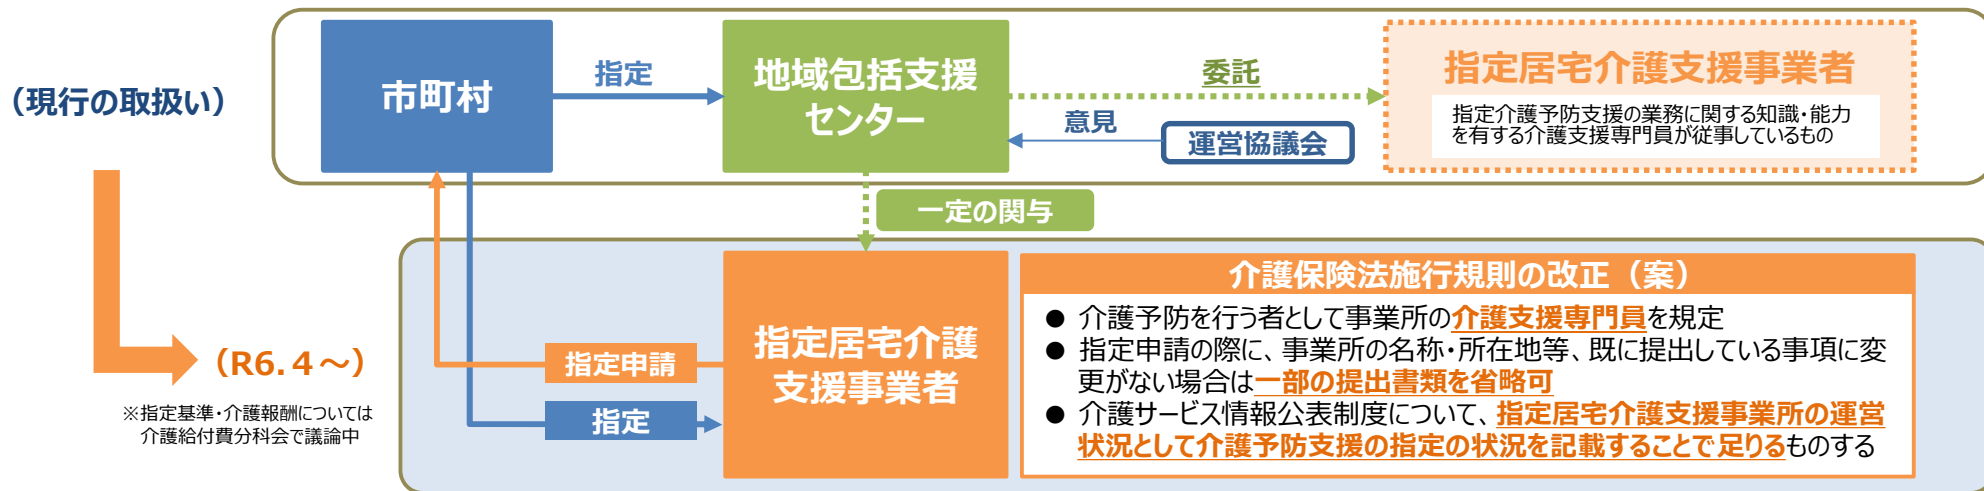 (現行の取扱い)
市町村
指定
地域包括支援
センター
委託
意見
運営協議会
指定居宅介護支援事業者
指定介護予防支援の業務に関する知識・能力
を有する介護支援専門員が従事しているもの
一定の関与
(R6.4~)
※指定基準・介護報酬については
介護給付費分科会で議論中
指定申請
指定
指定居宅介護
支援事業者
介護保険法施行規則の改正(案)
● 介護予防を行う者として事業所の介護支援専門員を規定
● 指定申請の際に、事業所の名称・所在地等、既に提出している事項に変
更がない場合は一部の提出書類を省略可
● 介護サービス情報公表制度について、指定居宅介護支援事業所の運営
状況として介護予防支援の指定の状況を記載することで足りるものする